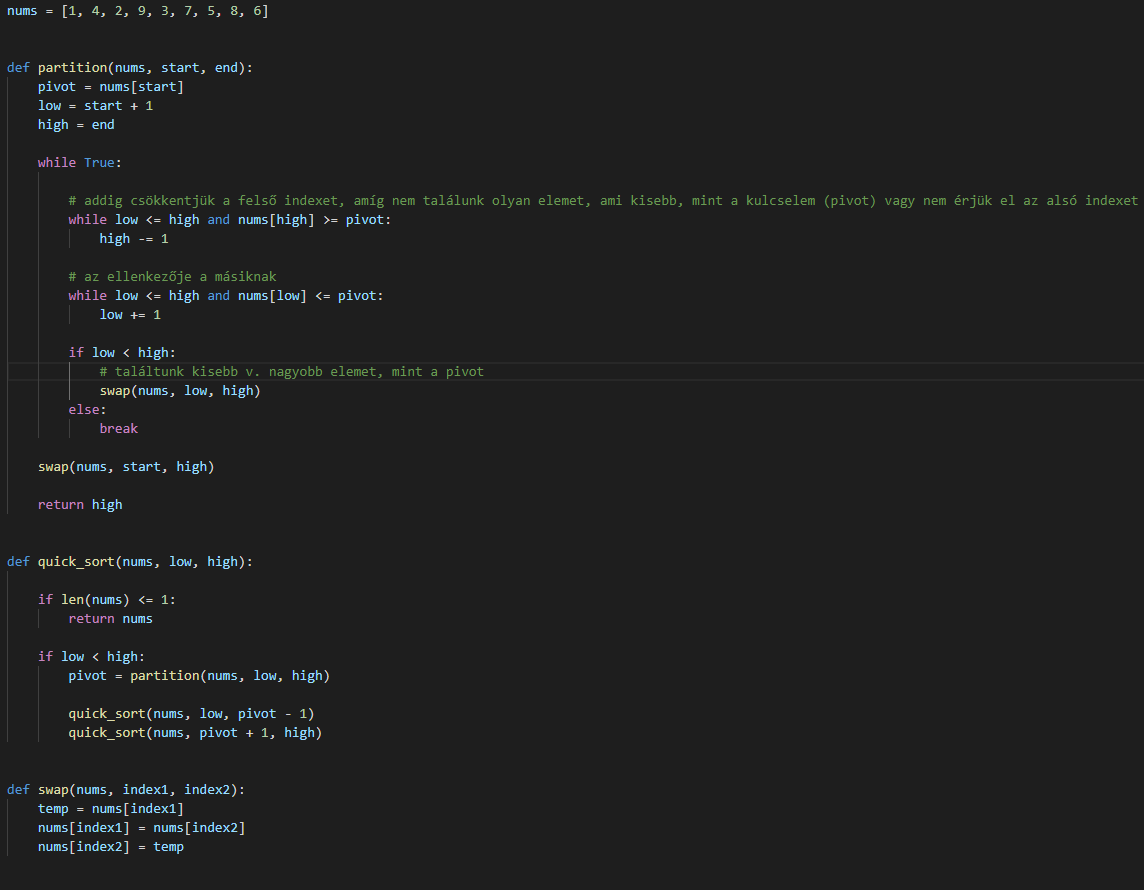 nums = [1, 4, 2, 9, 3, 7, 5, 8, 6]
def partition(nums, start, end):
    pivot = nums[start]
    low = start + 1
    high = end
    while True:
        # addig csökkentjük a felső indexet, amíg nem találunk olyan elemet, ami kisebb, mint a kulcselem (pivot) vagy nem érjük el az alsó indexet
        while low <= high and nums[high] >= pivot:
            high -= 1
        # az ellenkezője a másiknak
        while low <= high and nums[low] <= pivot:
            low += 1
        if low < high:
            # találtunk kisebb v. nagyobb elemet, mint a pivot
            swap(nums, low, high)
        else:
            break
    swap(nums, start, high)
    return high
def quick_sort(nums, low, high):
    if len(nums) <= 1:
        return nums
    if low < high:
        pivot = partition(nums, low, high)
        quick_sort(nums, low, pivot - 1)
        quick_sort(nums, pivot + 1, high)
def swap(nums, index1, index2):
    temp = nums[index1]
    nums[index1] = nums[index2]
    nums[index2] = temp